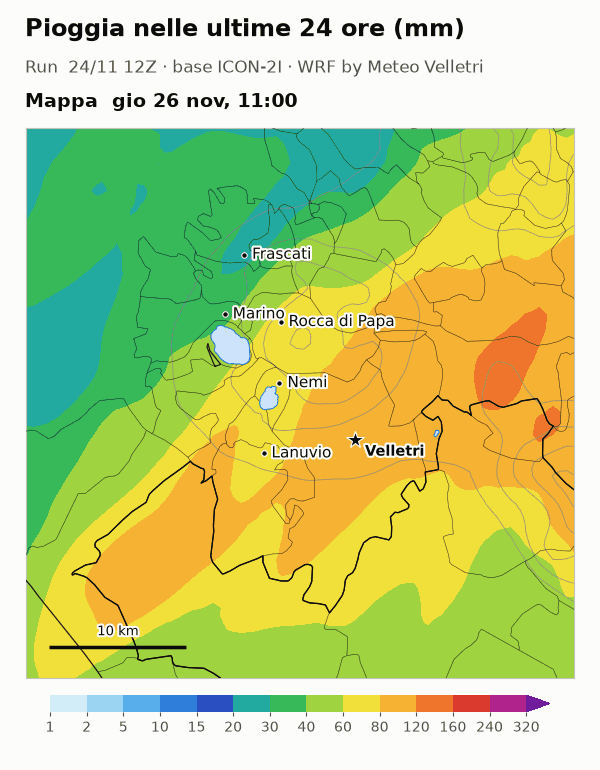 Pioggia nelle ultime 24 ore (mm)
Run  24/11 12Z · base ICON-2I · WRF by Meteo Velletri
Mappa  gio 26 nov, 11:00
Frascati
Marino
Rocca di Papa
Nemi
Velletri
Lanuvio
10 km
1 2 5 10 15 20 30 40 60 80 120 160 240 320